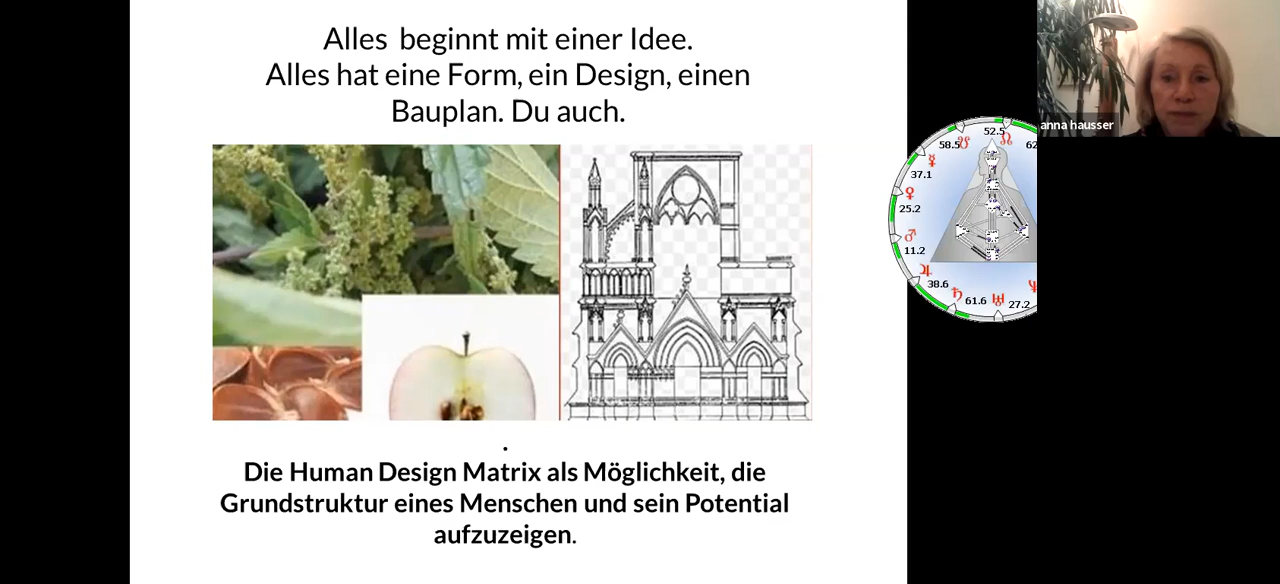 Alles beginnt mit einer Idee.
Alles hat eine Form, ein Design, einen
Bauplan. Du auch.
anna hausser
52.5
58.5
62
37.1
25.2
11.2
38.6
61.6
27.2
.
Die Human Design Matrix als Möglichkeit, die
Grundstruktur eines Menschen und sein Potential
aufzuzeigen.